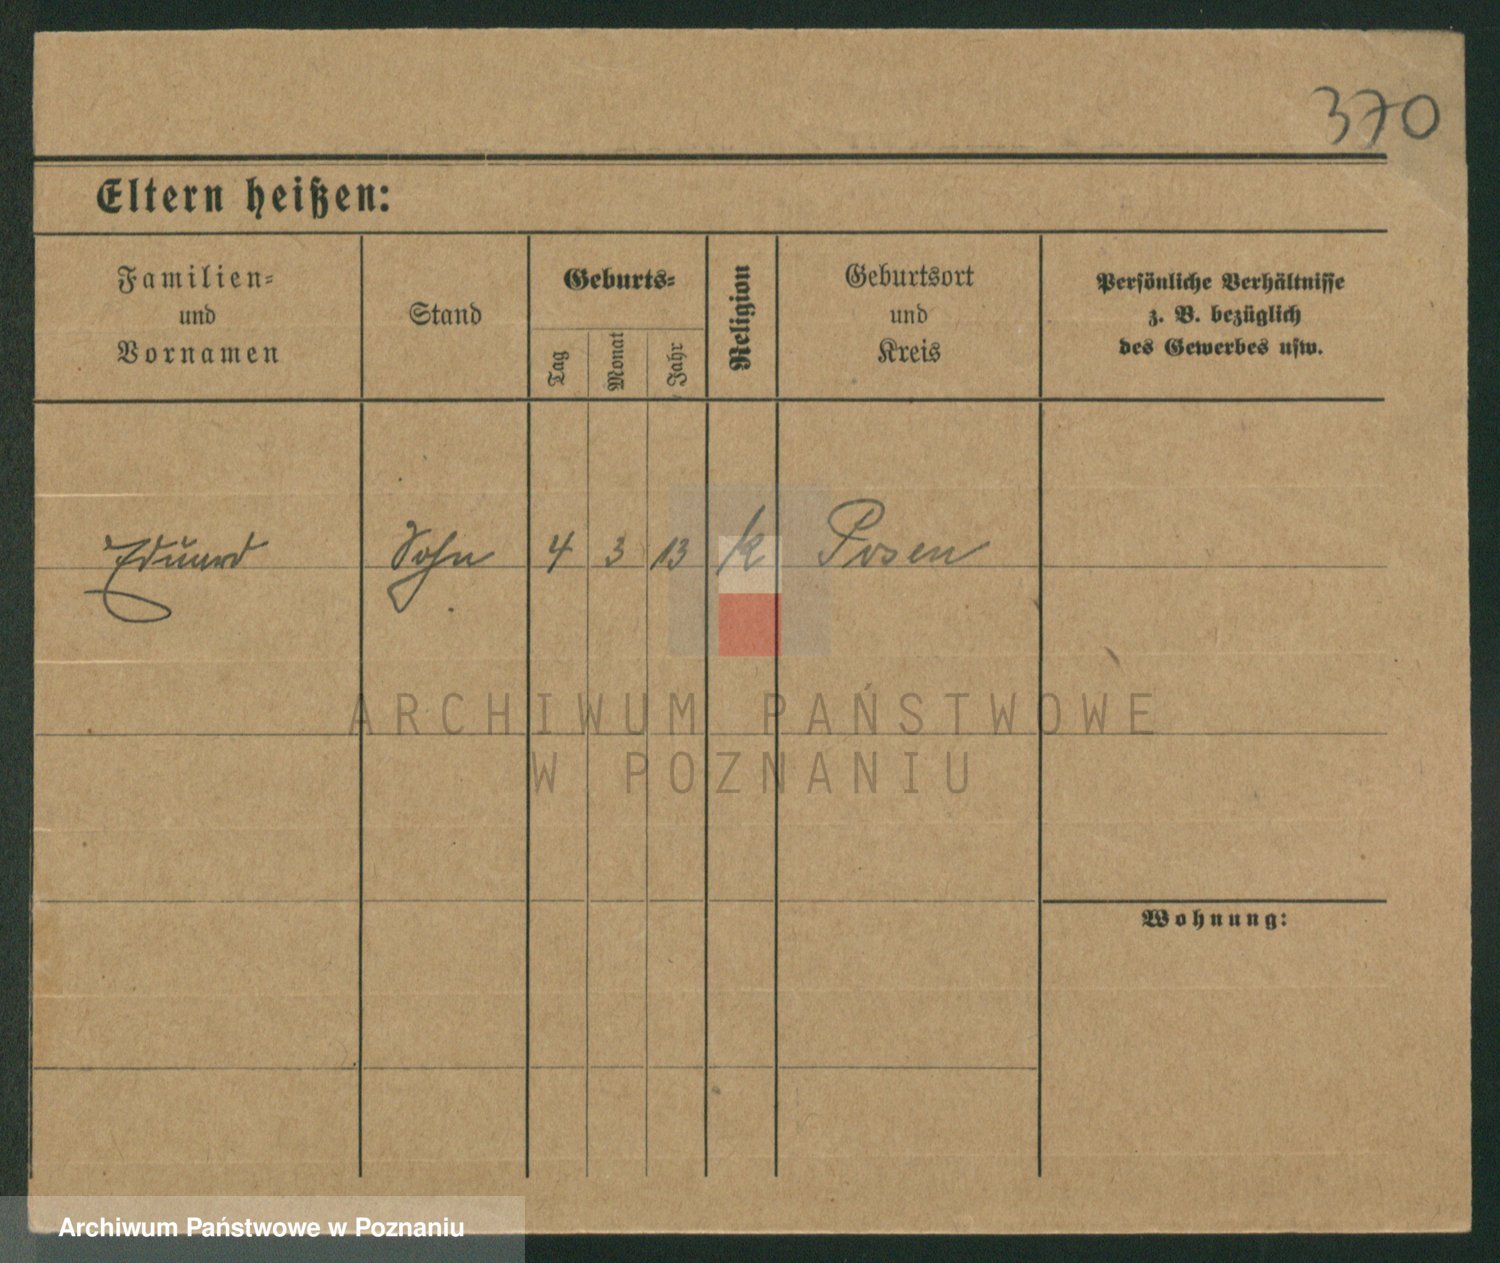 370
Eltern heißen:
Familien-
und
Vornamen
Stand
Geburts-
Tag
Monat
Jahr
Religion
Geburtsort
und
Kreis
Persönliche Verhältnisse
z. B. bezüglich
des Gewerbes usw.
Eduard Sohn 4 3 13 k Posen
ARCHIWUM PAŃSTWOWE
W POZNANIU
Wohnung:
Archiwum Państwowe w Poznaniu